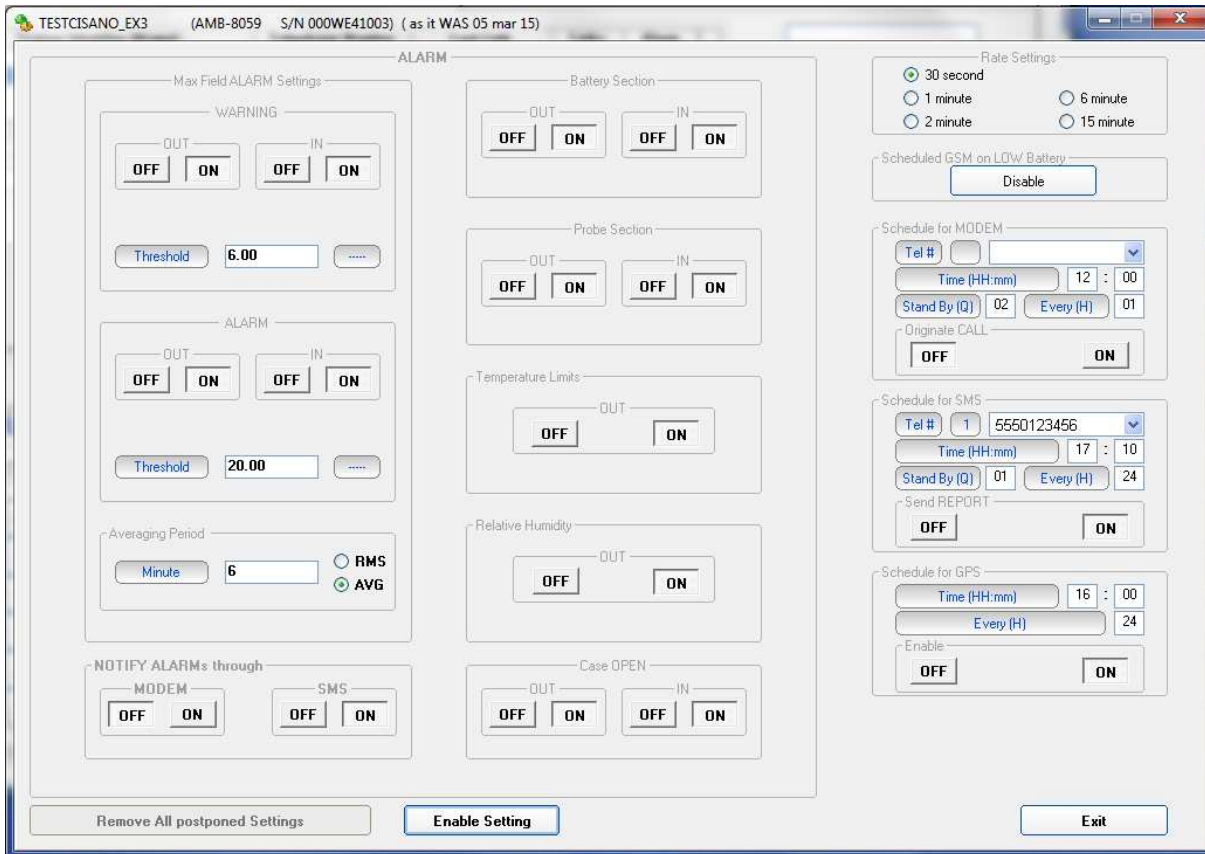 TESTCISANO_EX3 (AMB-8059 S/N 000WE41003) ( as it WAS 05 mar 15)
ALARM
Max Field ALARM Settings
WARNING
OUT IN
OFF ON OFF ON
Threshold 6.00 -----
ALARM
OUT IN
OFF ON OFF ON
Threshold 20.00 -----
Averaging Period
Minute 6 RMS
AVG
NOTIFY ALARMs through
MODEM SMS
OFF ON OFF ON
Battery Section
OUT IN
OFF ON OFF ON
Probe Section
OUT IN
OFF ON OFF ON
Temperature Limits
OUT
OFF ON
Relative Humidity
OUT
OFF ON
Case OPEN
OUT IN
OFF ON OFF ON
Rate Settings
30 second
1 minute 6 minute
2 minute 15 minute
Scheduled GSM on LOW Battery
Disable
Schedule for MODEM
Tel #
Time (HH:mm) 12 : 00
Stand By (Q) 02 Every (H) 01
Originate CALL
OFF ON
Schedule for SMS
Tel # 1 5550123456
Time (HH:mm) 17 : 10
Stand By (Q) 01 Every (H) 24
Send REPORT
OFF ON
Schedule for GPS
Time (HH:mm) 16 : 00
Every (H) 24
Enable
OFF ON
Remove All postponed Settings Enable Setting Exit